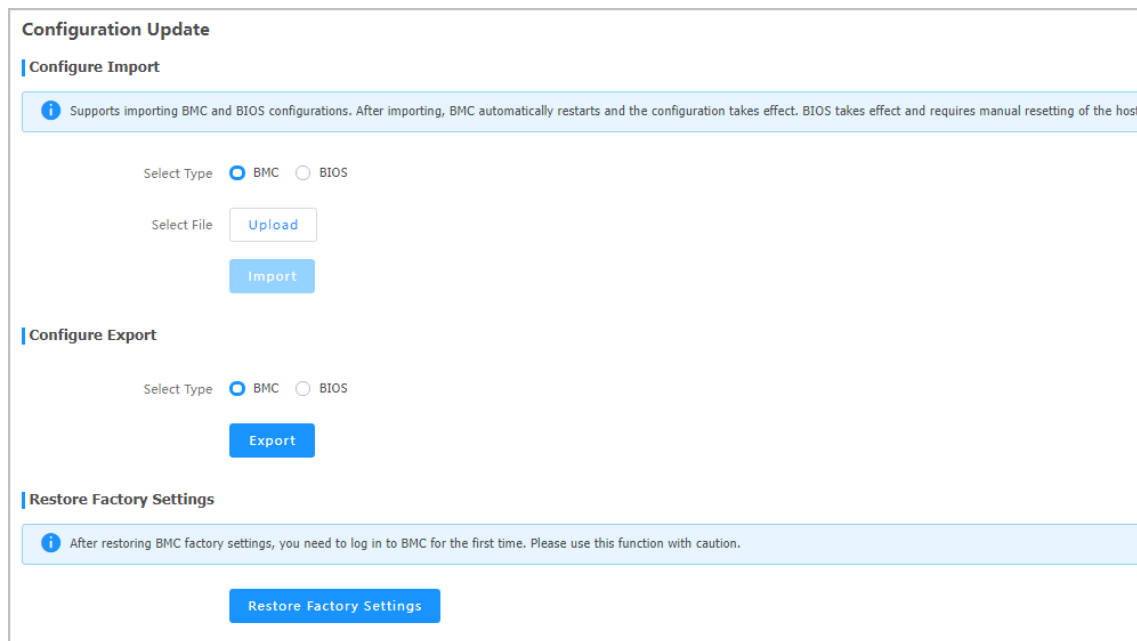 Configuration Update
Configure Import
Supports importing BMC and BIOS configurations. After importing, BMC automatically restarts and the configuration takes effect. BIOS takes effect and requires manual resetting of the host
Select Type BMC BIOS
Select File Upload
Import
Configure Export
Select Type BMC BIOS
Export
Restore Factory Settings
After restoring BMC factory settings, you need to log in to BMC for the first time. Please use this function with caution.
Restore Factory Settings